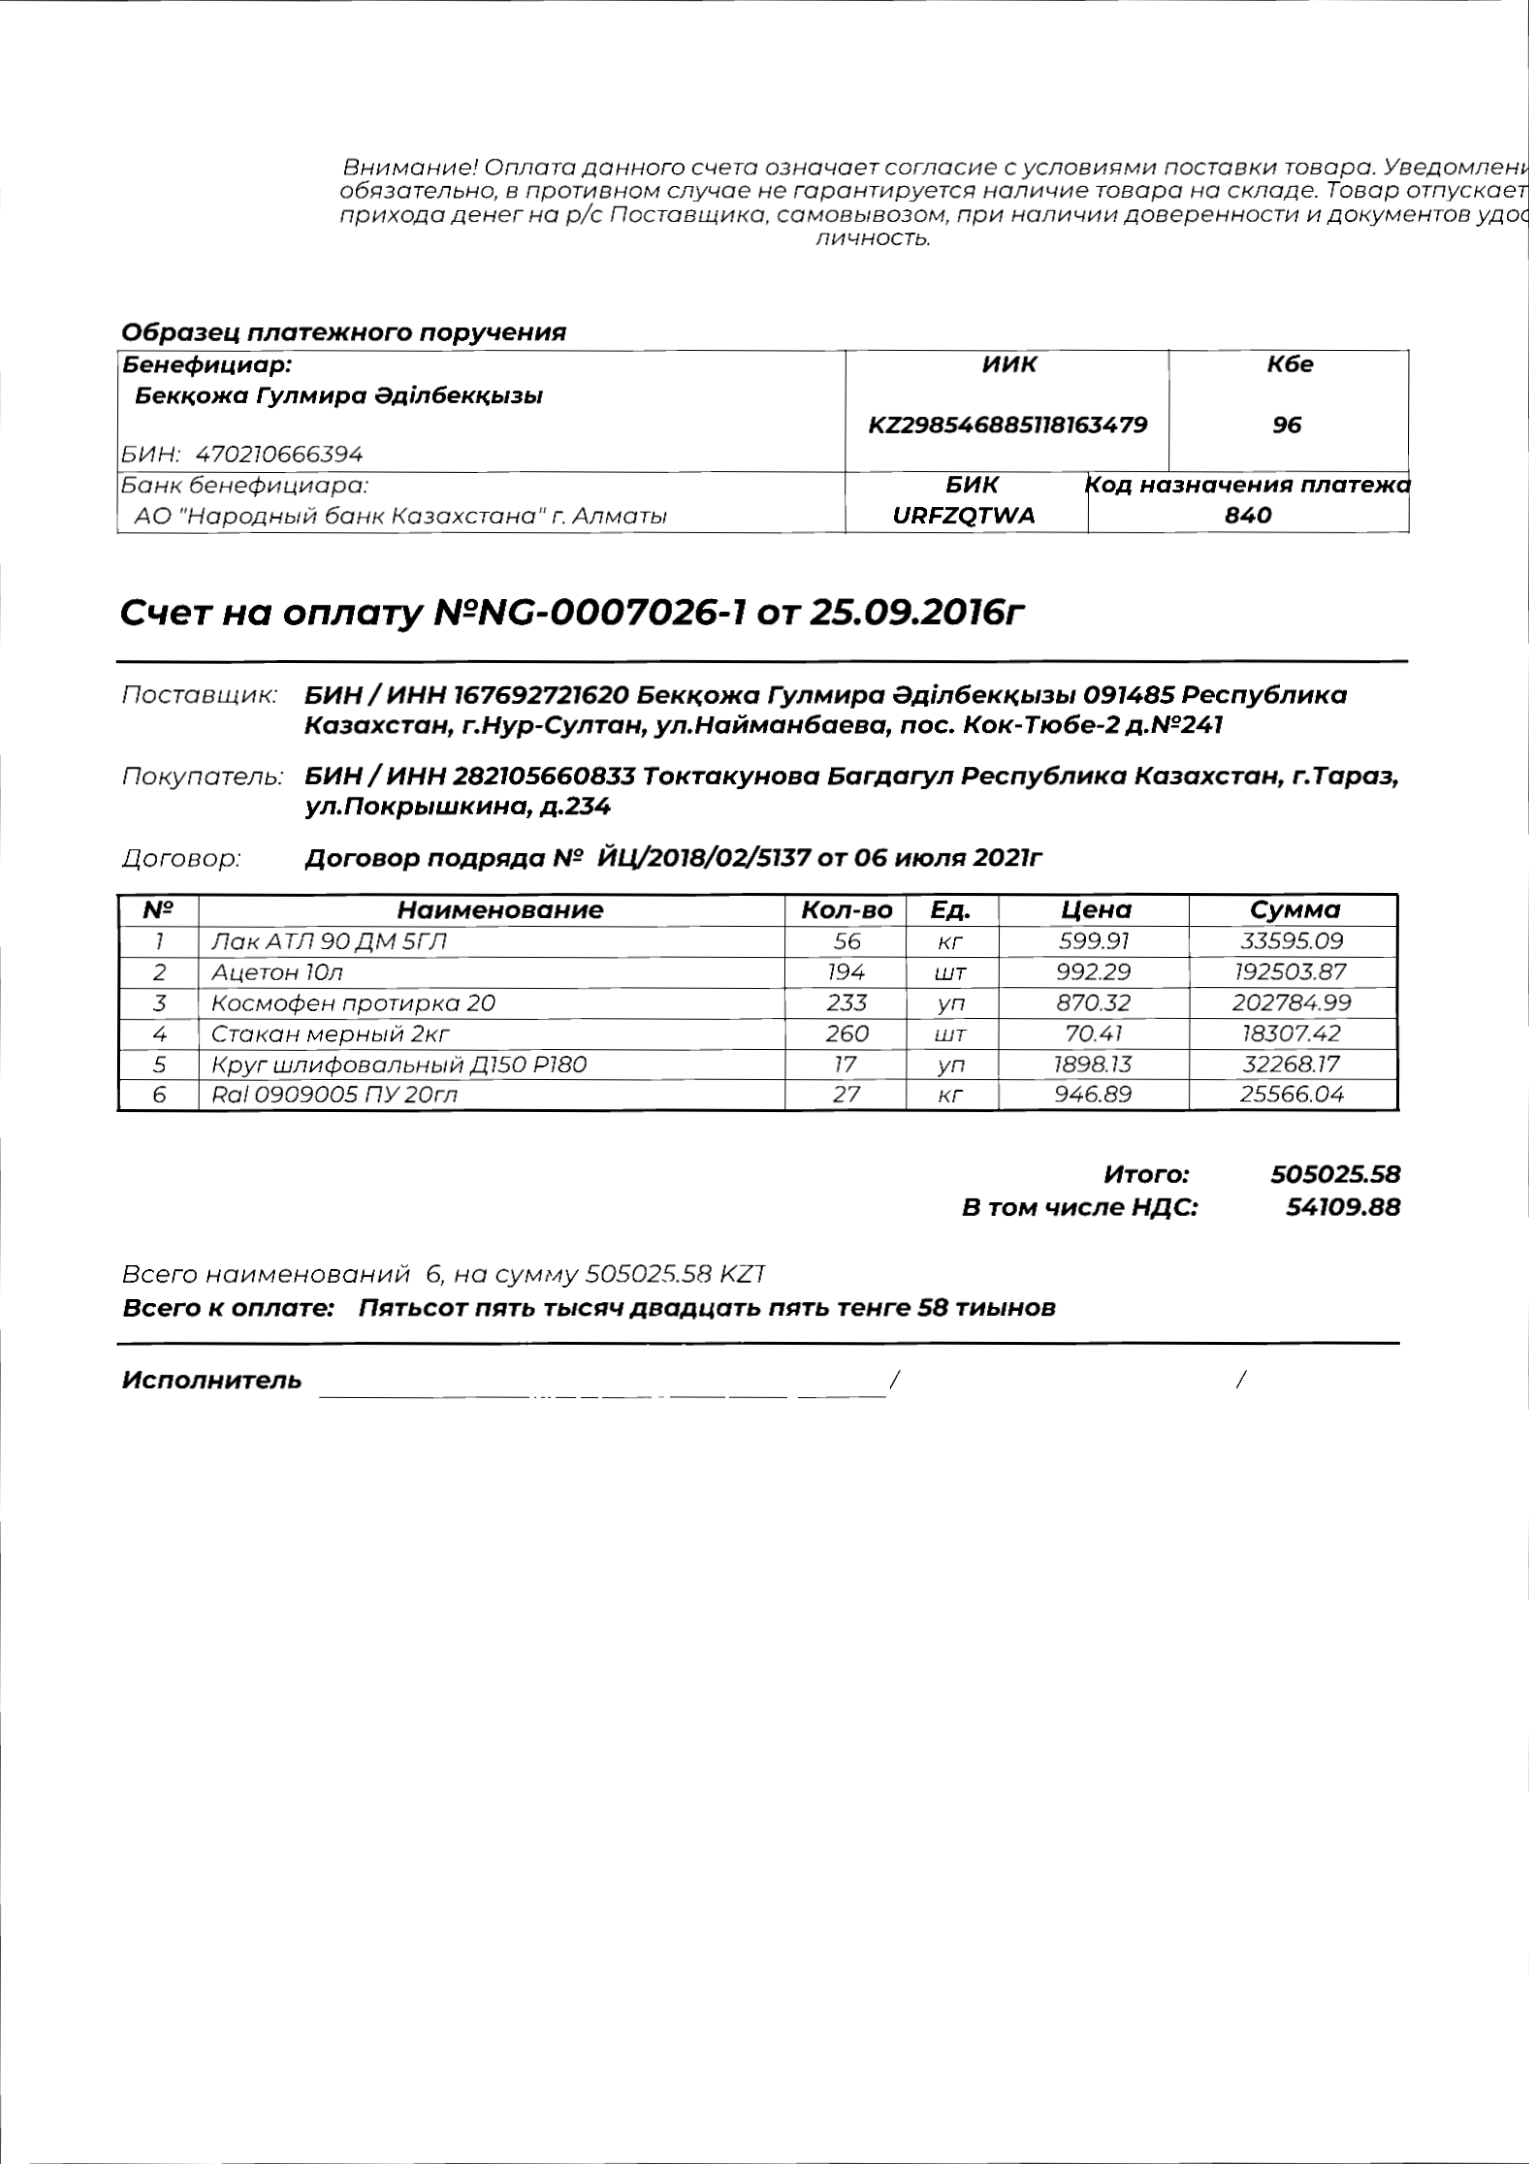 Внимание! Оплата данного счета означает согласие с условиями поставки товара.
обязательно, в противном случае не гарантируется наличие товара на складе. Товар
прихода денег на р/с Поставщика, самовывозом, при наличии доверенности и документов
личность.
Образец платежного поручения
Бенефициар: ИИК Кбе
Беққожа Гулмира Әділбекқызы
KZ298546885118163479 96
БИН: 470210666394
Банк бенефициара: БИК Код назначения платежа
АО "Народный банк Казахстана" г. Алматы URFZQTWA 840
Счет на оплату №NG-0007026-1 от 25.09.2016г
Поставщик: БИН / ИНН 167692721620 Беққожа Гулмира Әділбекқызы 091485 Республика
Казахстан, г.Нур-Султан, ул.Найманбаева, пос. Кок-Тюбе-2 д.№241
Покупатель: БИН / ИНН 282105660833 Токтакунова Багдагул Республика Казахстан, г.Тараз,
ул.Покрышкина, д.234
Договор: Договор подряда № ЙЦ/2018/02/5137 от 06 июля 2021г
№ Наименование Кол-во Ед. Цена Сумма
1 Лак АТЛ 90 ДМ 5ГЛ 56 кг 599.91 33595.09
2 Ацетон 10л 194 шт 992.29 192503.87
3 Космофен протирка 20 233 уп 870.32 202784.99
4 Стакан мерный 2кг 260 шт 70.41 18307.42
5 Круг шлифовальный Д150 Р180 17 уп 1898.13 32268.17
6 Ral 0909005 ПУ 20гл 27 кг 946.89 25566.04
Итого: 505025.58
В том числе НДС: 54109.88
Всего наименований 6, на сумму 505025.58 KZT
Всего к оплате: Пятьсот пять тысяч двадцать пять тенге 58 тиынов
Исполнитель / /